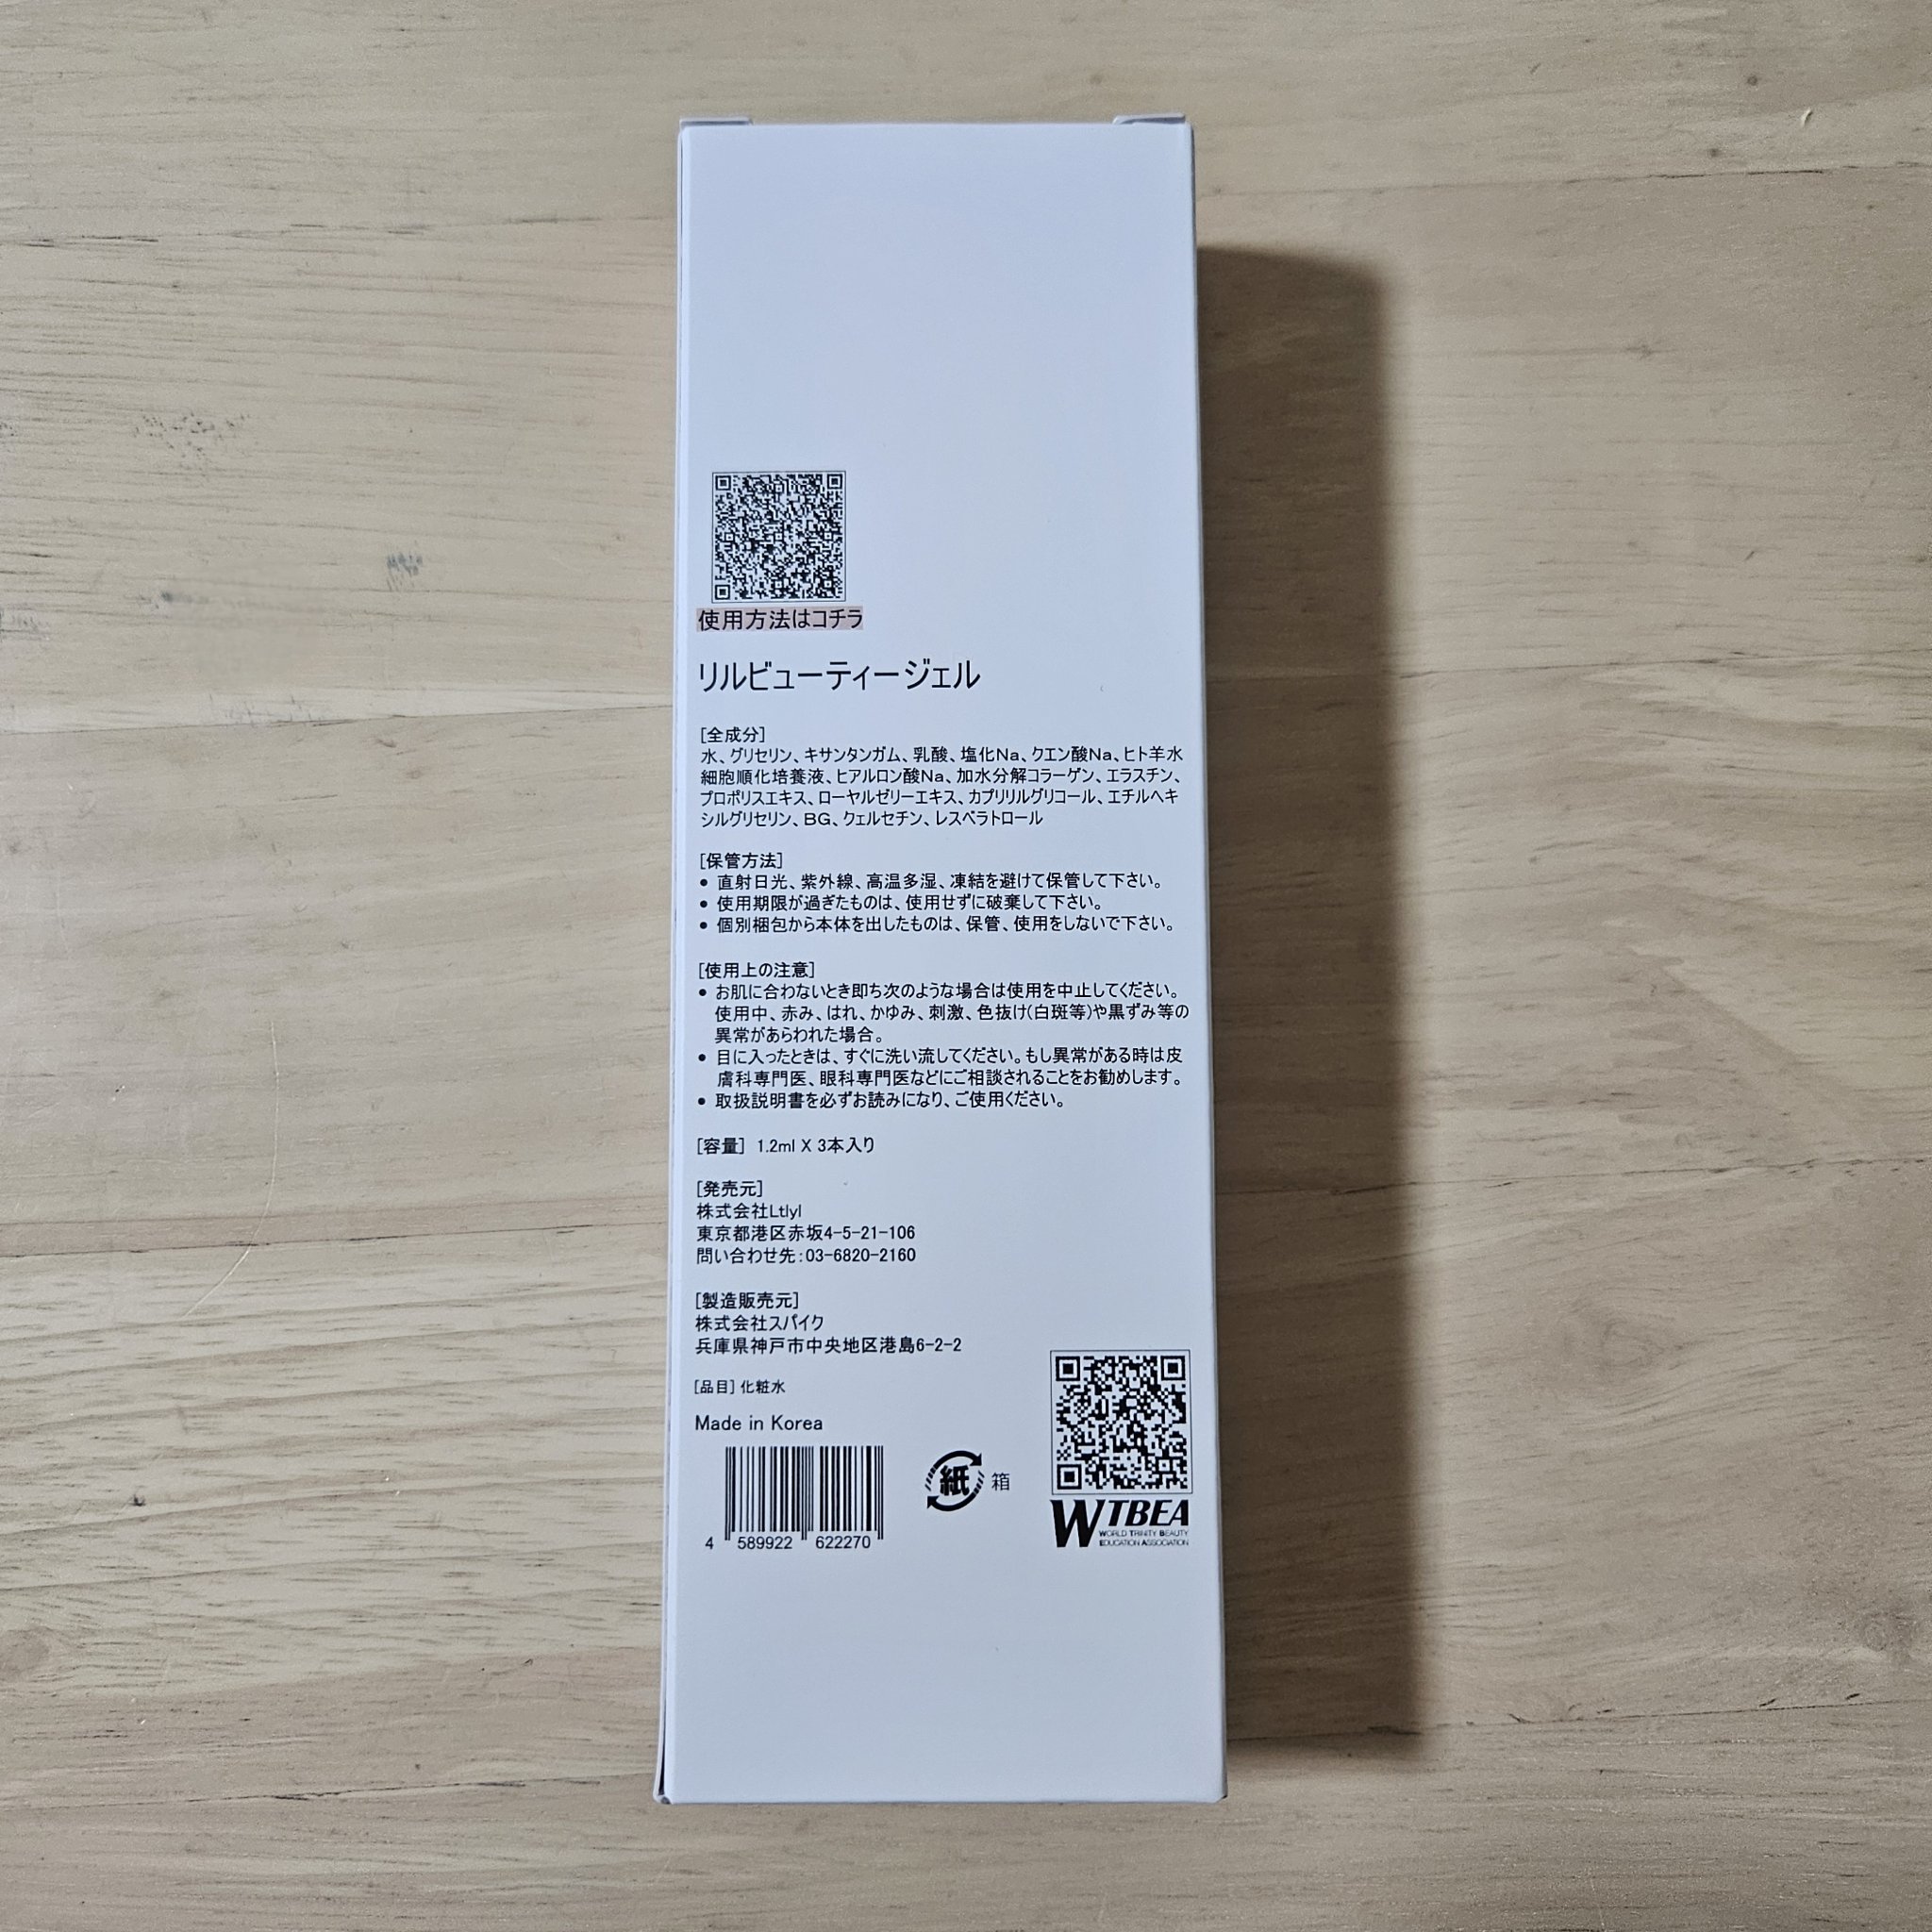 使用方法はコチラ
リルビューティージェル
[全成分]
水、グリセリン、キサンタンガム、乳酸、塩化Na、クエン酸Na、ヒト羊水
細胞順化培養液、ヒアルロン酸Na、加水分解コラーゲン、エラスチン、
プロポリスエキス、ローヤルゼリーエキス、カプリリルグリコール、エチルヘキ
シルグリセリン、BG、クェルセチン、レスベラトロール
[保管方法]
● 直射日光、紫外線、高温多湿、凍結を避けて保管して下さい。
● 使用期限が過ぎたものは、使用せずに破棄して下さい。
● 個別梱包から本体を出したものは、保管、使用をしないで下さい。
[使用上の注意]
● お肌に合わないとき即ち次のような場合は使用を中止してください。
使用中、赤み、はれ、かゆみ、刺激、色抜け(白斑等)や黒ずみ等の
異常があらわれた場合。
● 目に入ったときは、すぐに洗い流してください。もし異常がある時は皮
膚科専門医、眼科専門医などにご相談されることをお勧めします。
● 取扱説明書を必ずお読みになり、ご使用ください。
[容量] 1.2ml X 3本入り
[発売元]
株式会社Ltlyl
東京都港区赤坂4-5-21-106
問い合わせ先:03-6820-2160
[製造販売元]
株式会社スパイク
兵庫県神戸市中央地区港島6-2-2
[品目] 化粧水
Made in Korea
4 589922 622270
紙 箱
WTBEA
WORLD TRINITY BEAUTY
EDUCATION ASSOCIATION